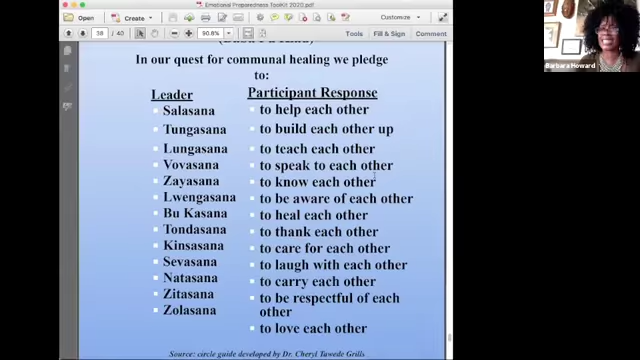 Emotional Preparedness ToolKit 2020.pdf
Open
Create
Customize
38 / 40
90.8%
Tools
Fill & Sign
Comment
In our quest for communal healing we pledge
to:
Leader
Participant Response
Salasana
to help each other
Tungasana
to build each other up
Lungasana
to teach each other
Vovasana
to speak to each other
Zayasana
to know each other
Lwengasana
to be aware of each other
Bu Kasana
to heal each other
Tondasana
to thank each other
Kinsasana
to care for each other
Sevasana
to laugh with each other
Natasana
to carry each other
Zitasana
to be respectful of each
other
Zolasana
to love each other
Source: circle guide developed by Dr. Cheryl Tawede Grills
Barbara Howard